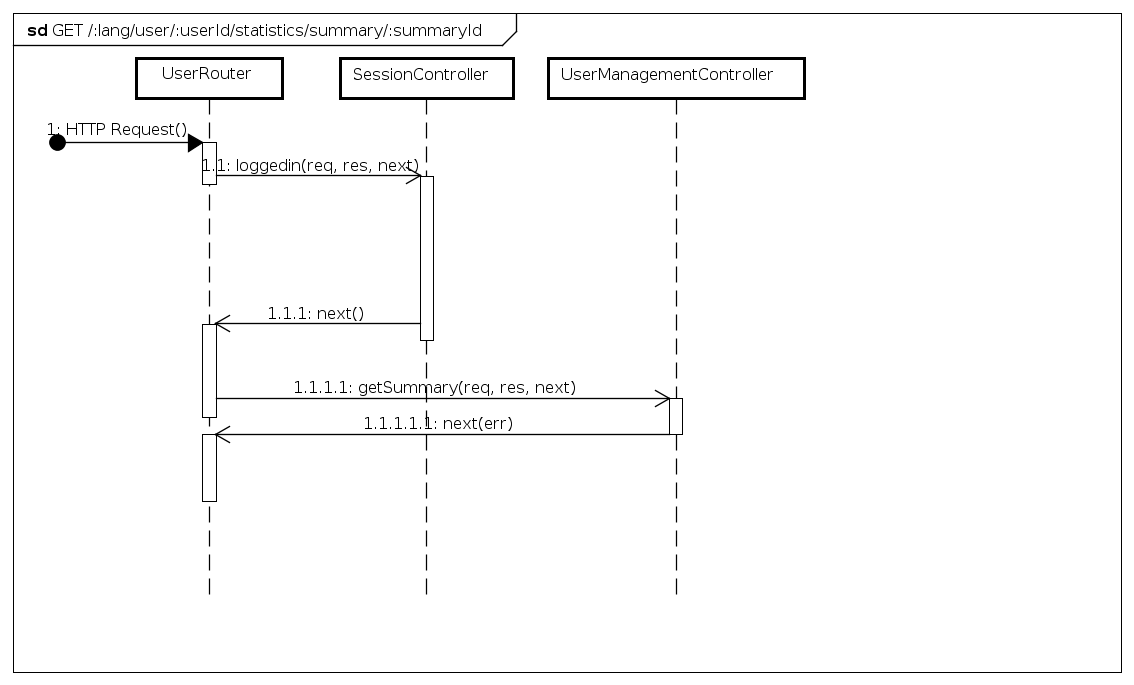 sd GET /:lang/user/:userId/statistics/summary/:summaryId
UserRouter
SessionController
UserManagementController
1: HTTP Request()
1.1: loggedin(req, res, next)
1.1.1: next()
1.1.1.1: getSummary(req, res, next)
1.1.1.1.1: next(err)